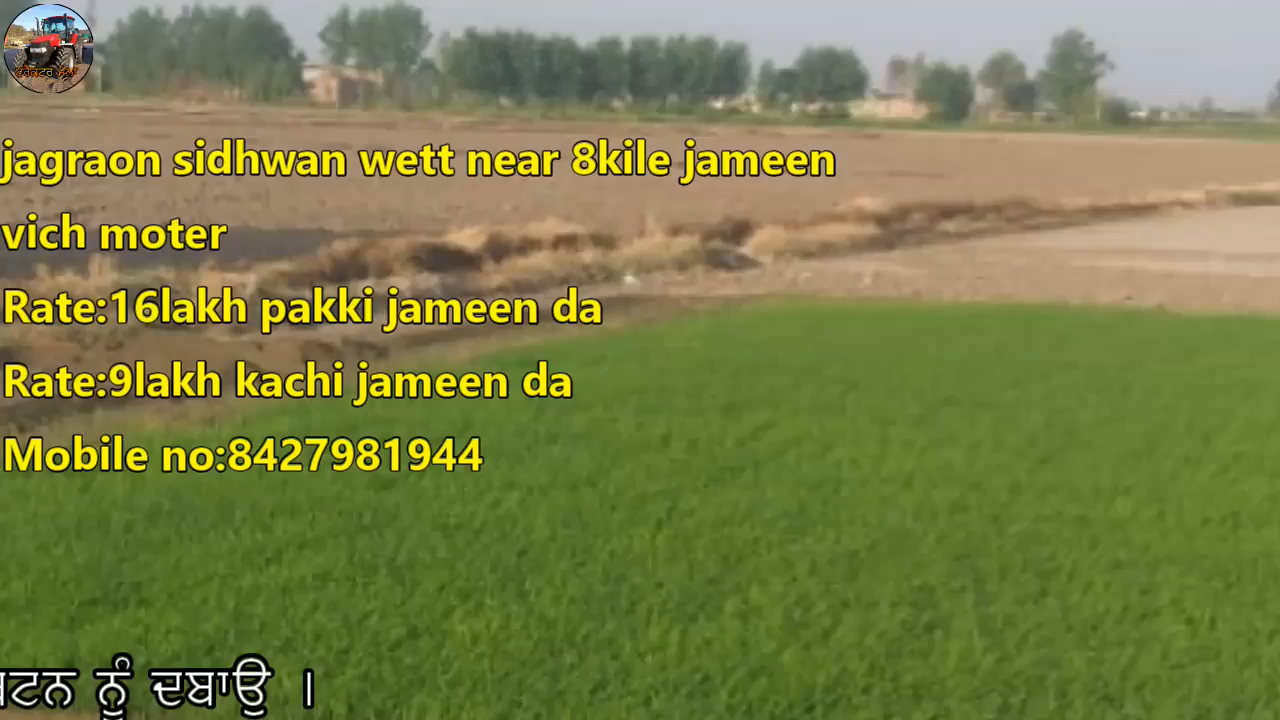 jagraon sidhwan wett near 8kile jameen
vich moter
Rate:16lakh pakki jameen da
Rate:9lakh kachi jameen da
Mobile no:8427981944
ਬਟਨ ਨੂੰ ਦਬਾਉ ।